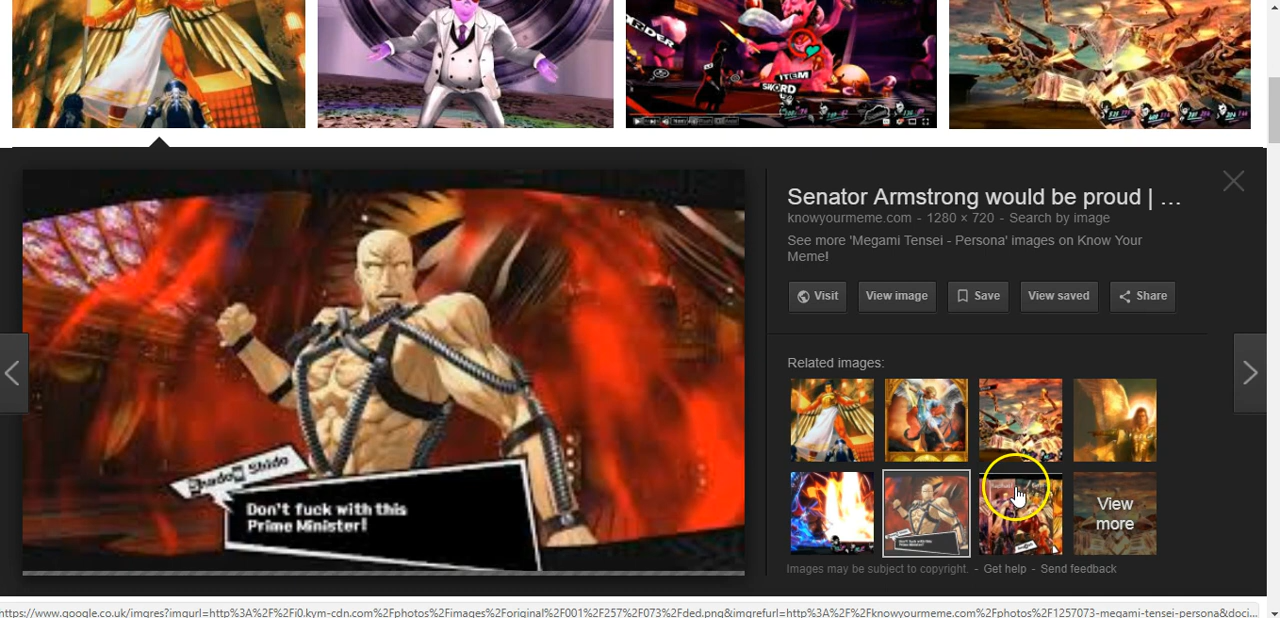 RIDER
ITEM
SWORD
Senator Armstrong would be proud | ...
knowyourmeme.com - 1280 × 720 - Search by image
See more 'Megami Tensei - Persona' images on Know Your
Meme!
Visit
View image
Save
View saved
Share
Related images:
Shido
Don't fuck with this
Prime Minister!
View
more
Images may be subject to copyright. - Get help - Send feedback
https://www.google.co.uk/imgres?imgurl=http%3A%2F%2Fi0.kym-cdn.com%2Fphotos%2Fimages%2Foriginal%2F001%2F257%2F073%2Fded.png&imgrefurl=http%3A%2F%2Fknowyourmeme.com%2Fphotos%2F1257073-megami-tensei-persona&doci...